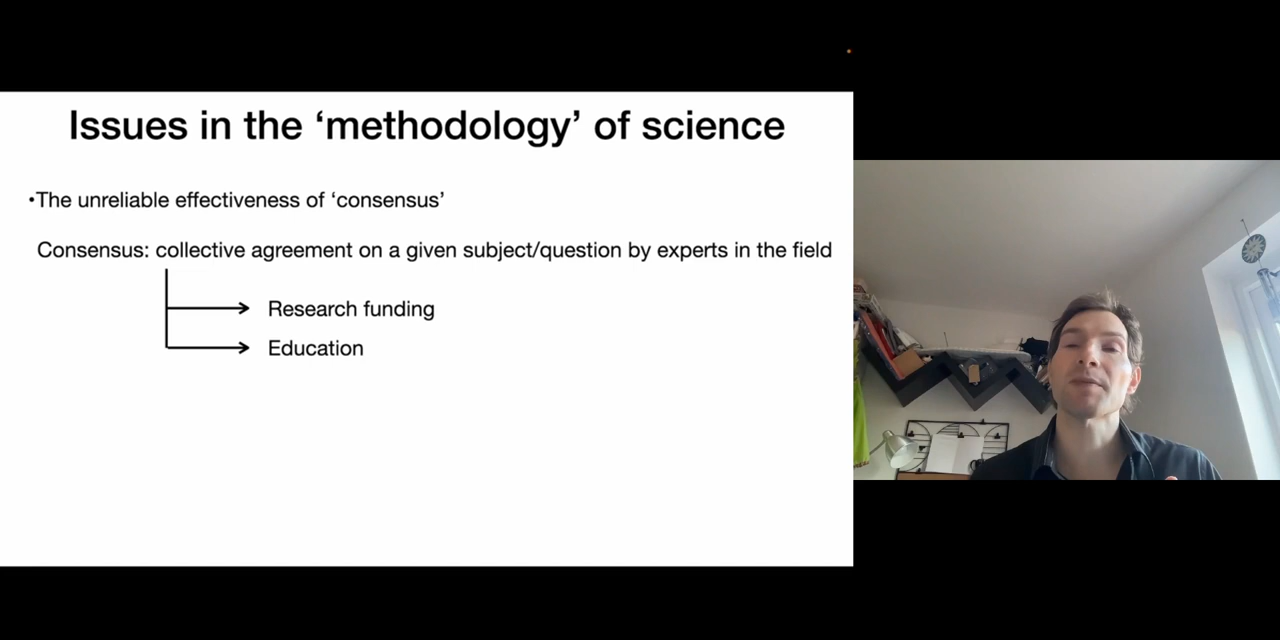 Issues in the ‘methodology’ of science
•The unreliable effectiveness of ‘consensus’
Consensus: collective agreement on a given subject/question by experts in the field
Research funding
Education